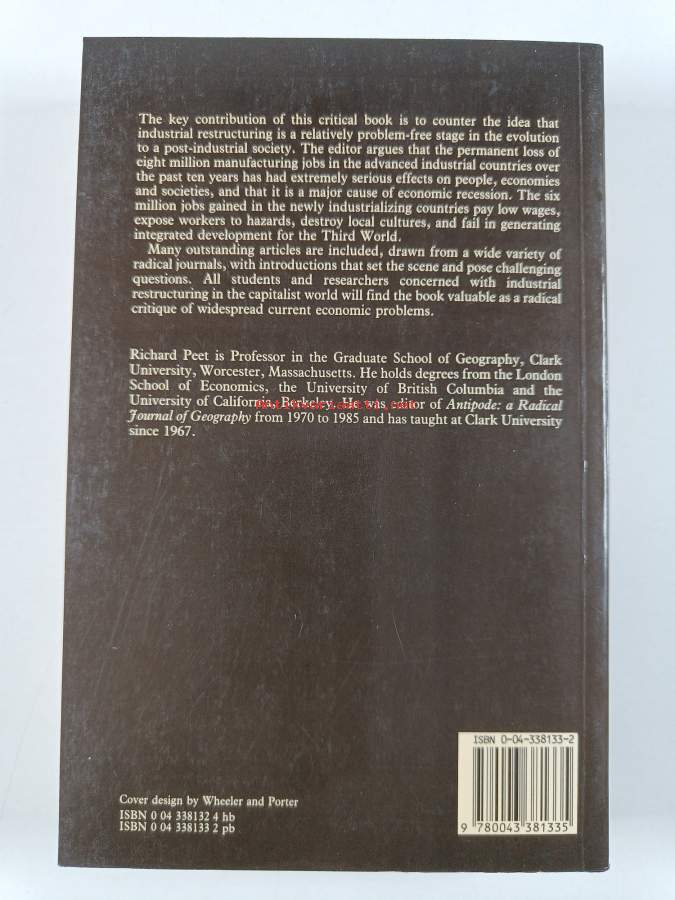 The key contribution of this critical book is to counter the idea that
industrial restructuring is a relatively problem-free stage in the evolution
to a post-industrial society. The editor argues that the permanent loss of
eight million manufacturing jobs in the advanced industrial countries over
the past ten years has had extremely serious effects on people, economies
and societies, and that it is a major cause of economic recession. The six
million jobs gained in the newly industrializing countries pay low wages,
expose workers to hazards, destroy local cultures, and fail in generating
integrated development for the Third World.
Many outstanding articles are included, drawn from a wide variety of
radical journals, with introductions that set the scene and pose challenging
questions. All students and researchers concerned with industrial
restructuring in the capitalist world will find the book valuable as a radical
critique of widespread current economic problems.
Richard Peet is Professor in the Graduate School of Geography, Clark
University, Worcester, Massachusetts. He holds degrees from the London
School of Economics, the University of British Columbia and the
University of California, Berkeley. He was editor of Antipode: a Radical
Journal of Geography from 1970 to 1985 and has taught at Clark University
since 1967.
ISBN 0-04-338133-2
9 780043 381335
Cover design by Wheeler and Porter
ISBN 0 04 338132 4 hb
ISBN 0 04 338133 2 pb